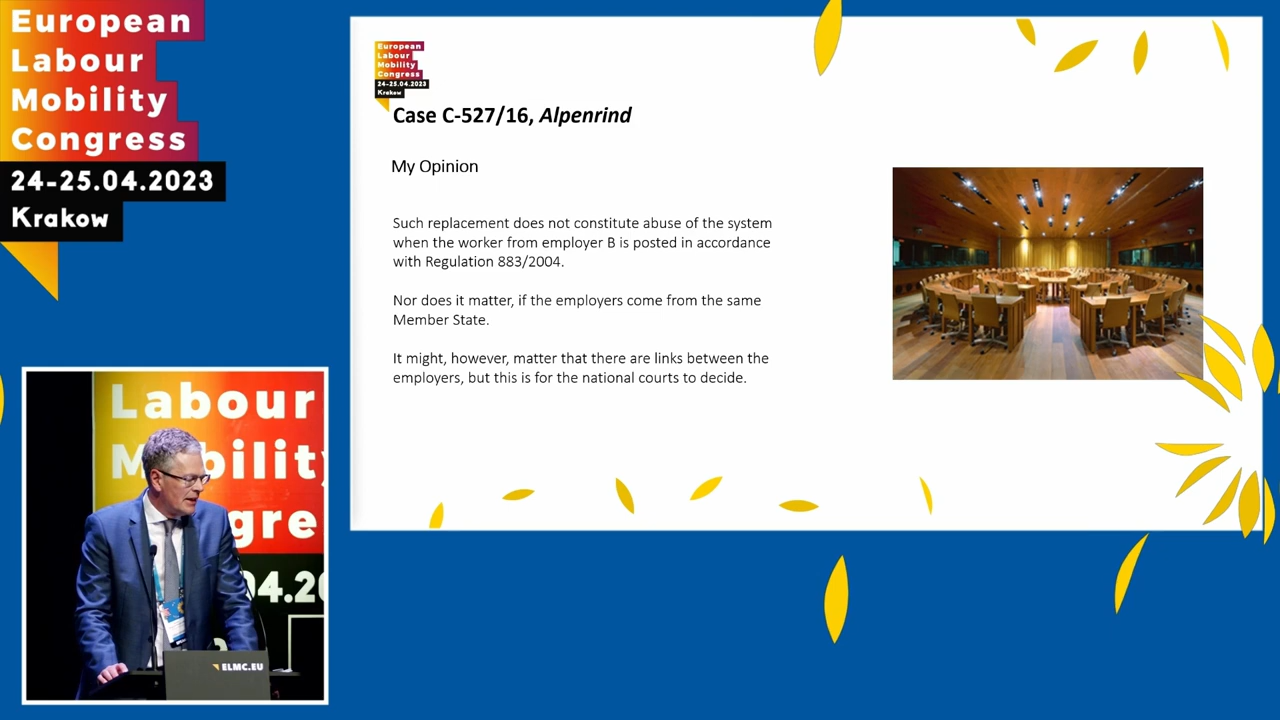 European
Labour
Mobility
Congress
24-25.04.2023
Krakow
European
Labour
Mobility
Congress
24-25.04.2023
Krakow
Case C-527/16, Alpenrind
My Opinion
Such replacement does not constitute abuse of the system
when the worker from employer B is posted in accordance
with Regulation 883/2004.
Nor does it matter, if the employers come from the same
Member State.
It might, however, matter that there are links between the
employers, but this is for the national courts to decide.
Labour
ELMC.EU